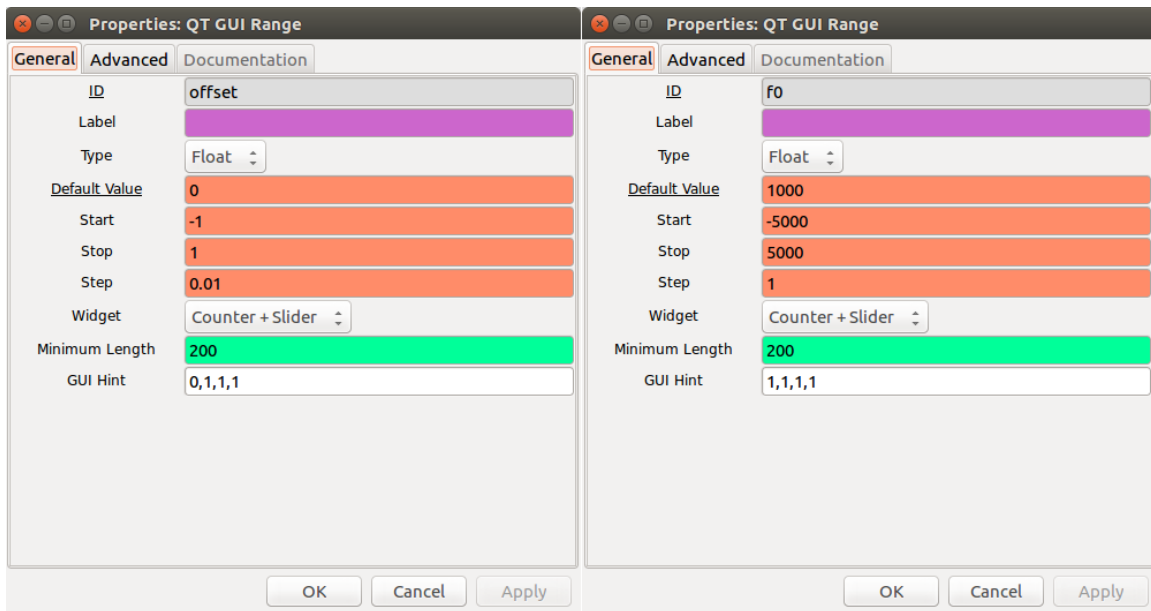 Properties: QT GUI Range
General Advanced Documentation
ID offset
Label
Type Float
Default Value 0
Start -1
Stop 1
Step 0.01
Widget Counter + Slider
Minimum Length 200
GUI Hint 0,1,1,1
OK Cancel Apply
Properties: QT GUI Range
General Advanced Documentation
ID f0
Label
Type Float
Default Value 1000
Start -5000
Stop 5000
Step 1
Widget Counter + Slider
Minimum Length 200
GUI Hint 1,1,1,1
OK Cancel Apply